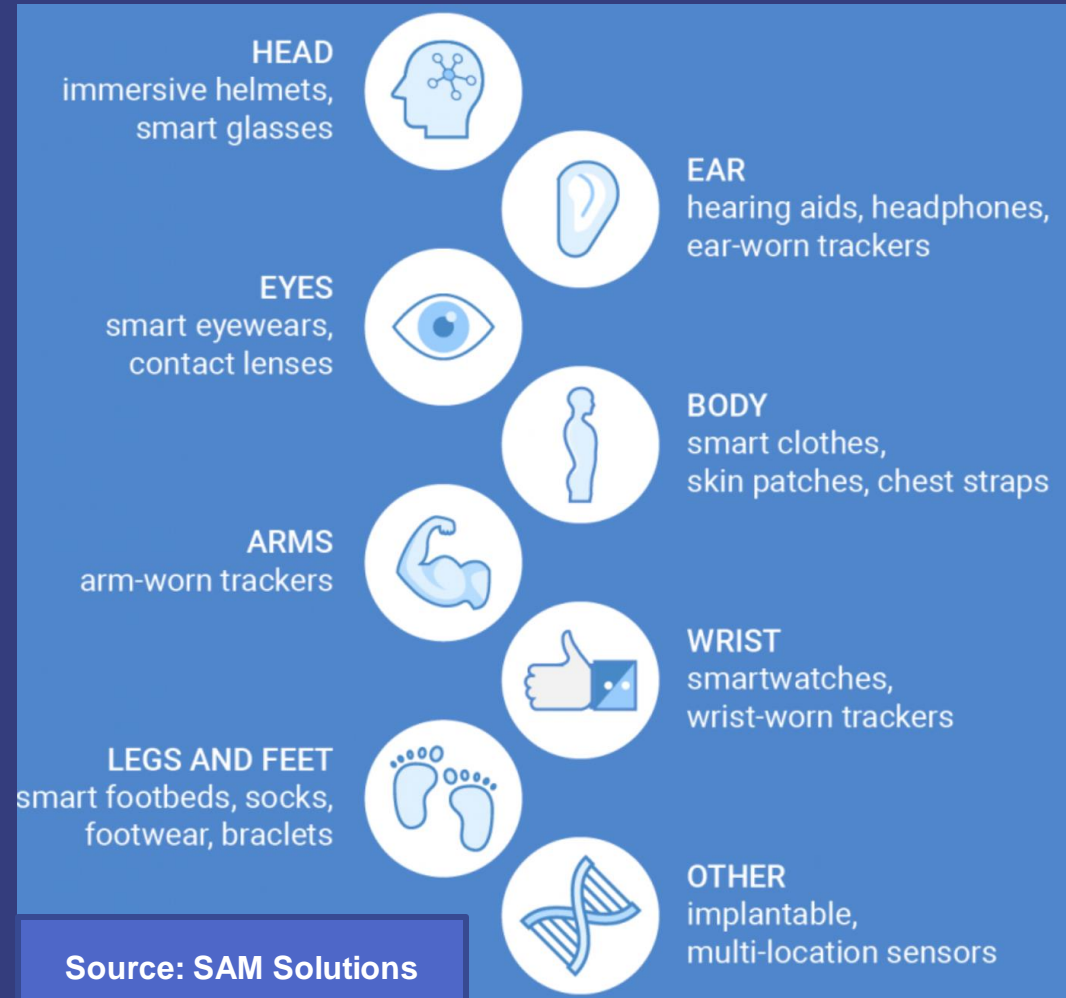 HEAD
immersive helmets,
smart glasses
EAR
hearing aids, headphones,
ear-worn trackers
EYES
smart eyewears,
contact lenses
BODY
smart clothes,
skin patches, chest straps
ARMS
arm-worn trackers
WRIST
smartwatches,
wrist-worn trackers
LEGS AND FEET
smart footbeds, socks,
footwear, braclets
OTHER
implantable,
multi-location sensors
Source: SAM Solutions